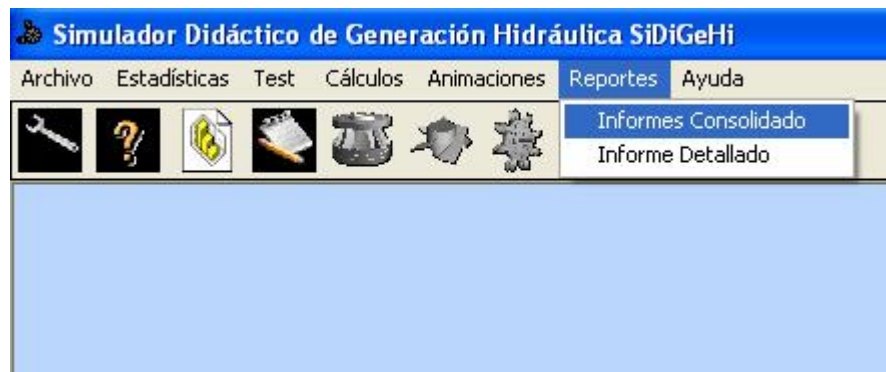 Simulador Didáctico de Generación Hidráulica SiDiGeHi
Archivo Estadísticas Test Cálculos Animaciones Reportes Ayuda
Informes Consolidado
Informe Detallado